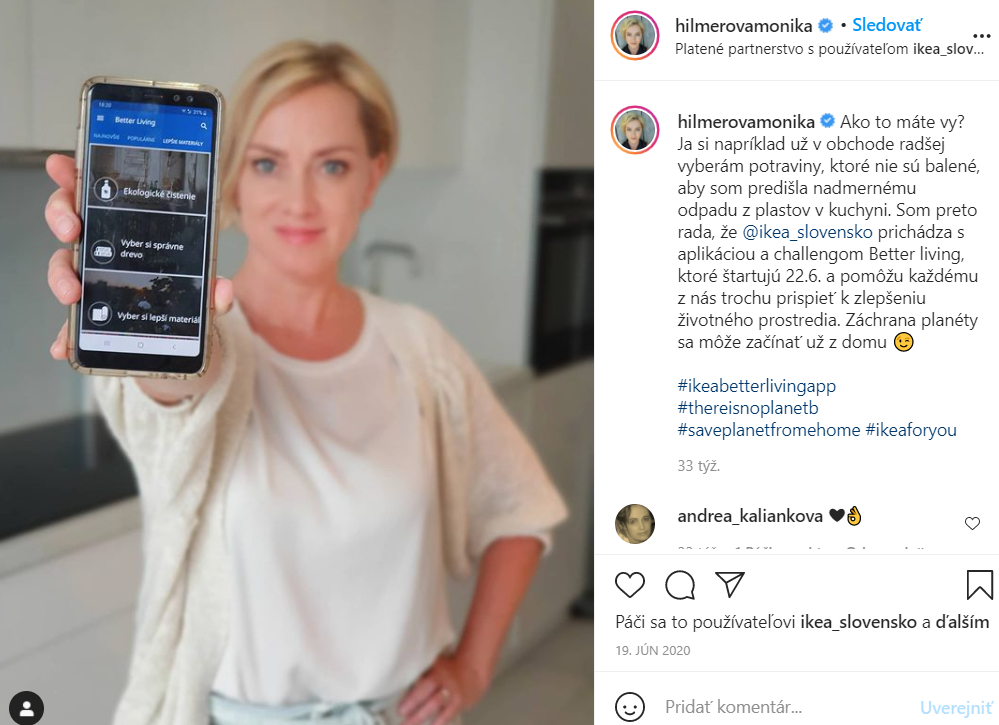 16:20
31%
Better Living
NAJNOVŠIE POPULÁRNE LEPŠIE MATERIÁLY
Ekologické čistenie
Vyber si správne
drevo
Vyber si lepší materiál
hilmerovamonika • Sledovať
Platené partnerstvo s používateľom ikea_slov...
hilmerovamonika Ako to máte vy?
Ja si napríklad už v obchode radšej
vyberám potraviny, ktoré nie sú balené,
aby som predišla nadmernému
odpadu z plastov v kuchyni. Som preto
rada, že @ikea_slovensko prichádza s
aplikáciou a challengom Better living,
ktoré štartujú 22.6. a pomôžu každému
z nás trochu prispieť k zlepšeniu
životného prostredia. Záchrana planéty
sa môže začínať už z domu 😉
#ikeabetterlivingapp
#thereisnoplanetb
#saveplanetfromehome #ikeaforyou
33 týž.
andrea_kaliankova 🖤👌
Páči sa to používateľovi ikea_slovensko a ďalším
19. JÚN 2020
Pridať komentár... Uverejniť